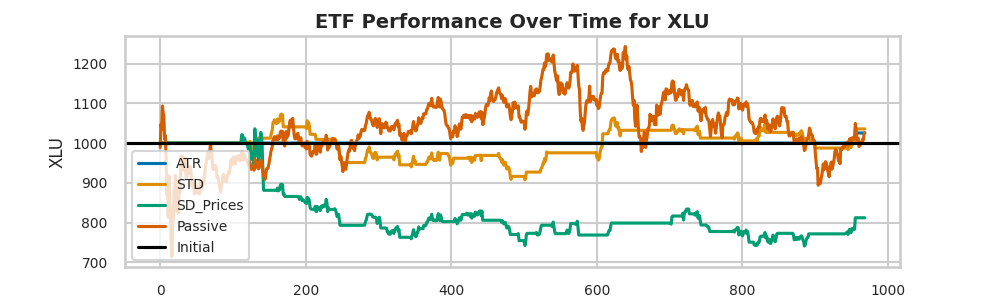 ETF Performance Over Time for XLU
XLU
1200
1100
1000
900
800
700
ATR
STD
SD_Prices
Passive
Initial
0
200
400
600
800
1000